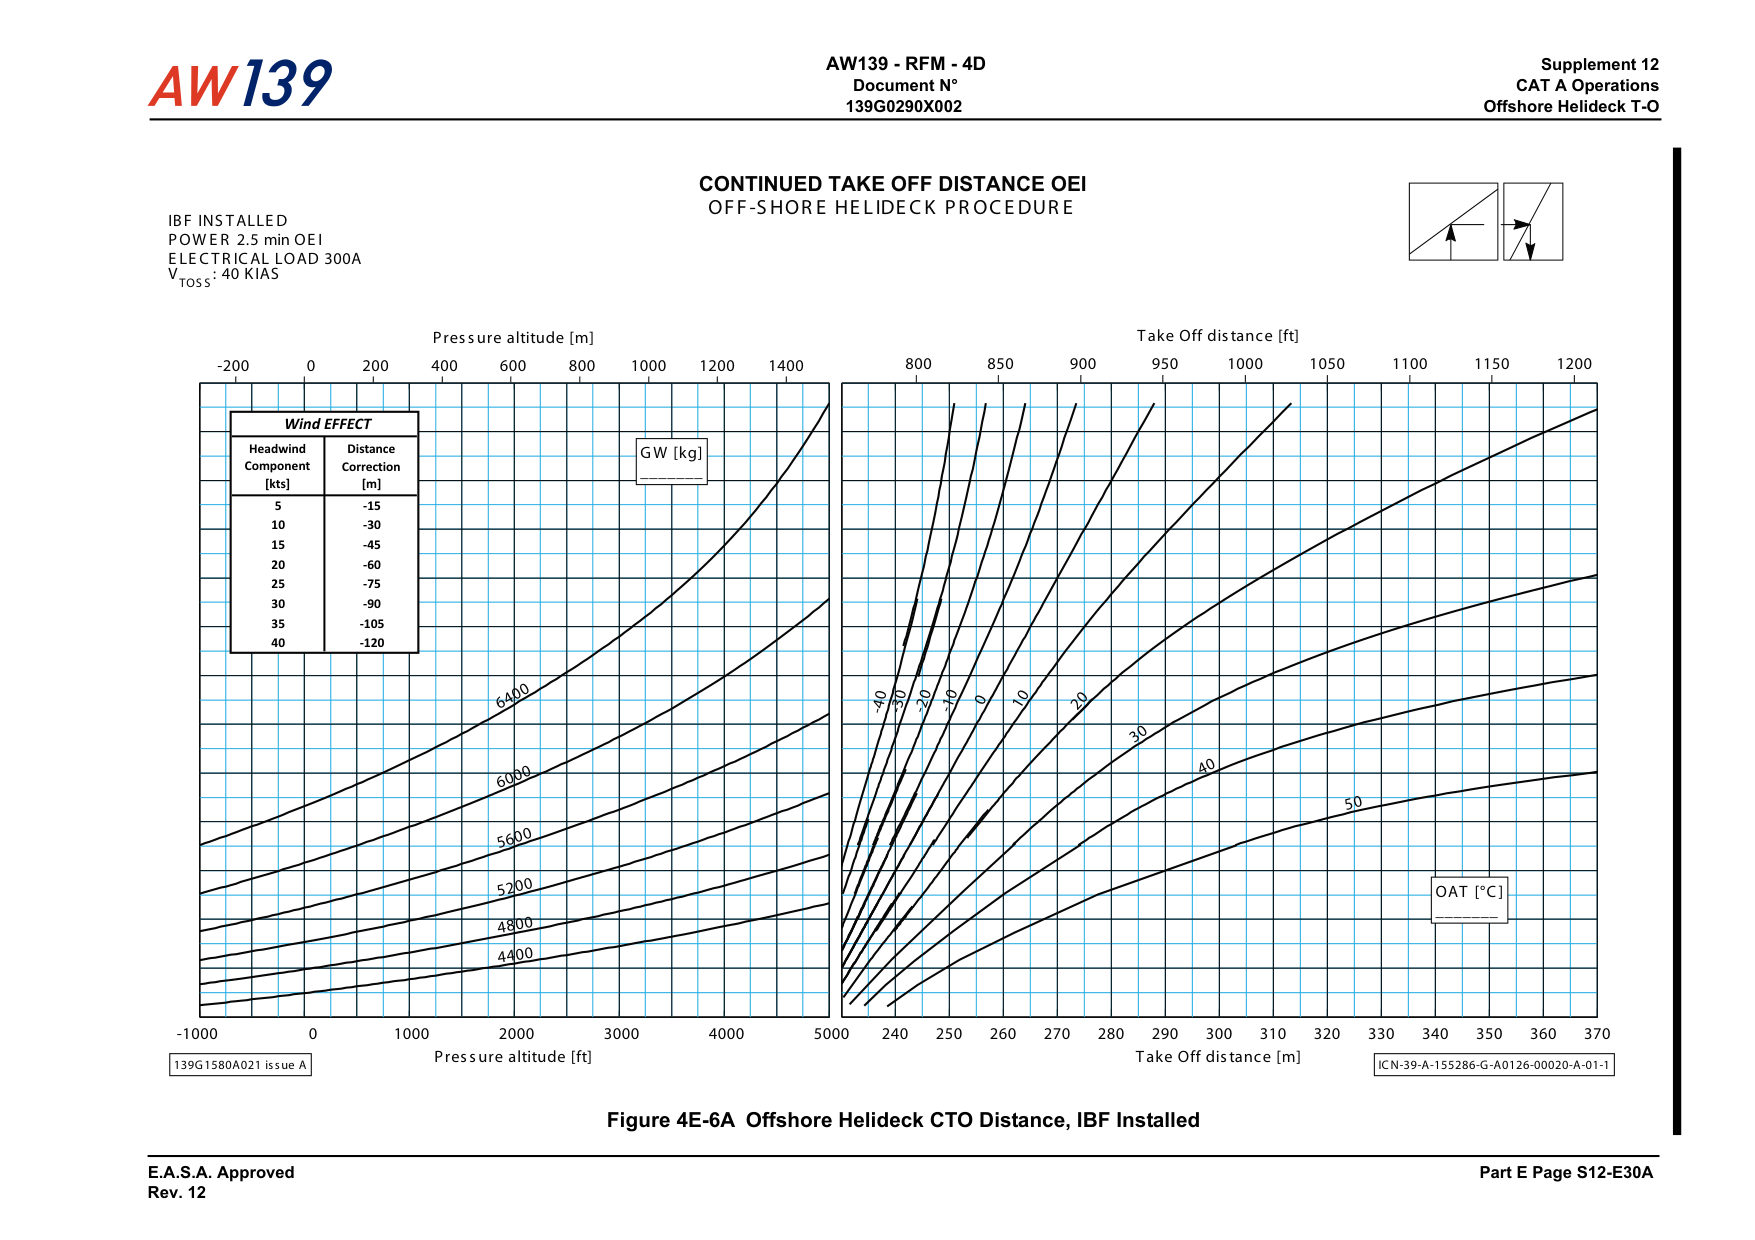 AW139
AW139 - RFM - 4D
Document N°
139G0290X002
Supplement 12
CAT A Operations
Offshore Helideck T-O
CONTINUED TAKE OFF DISTANCE OEI
OFF-SHORE HELIDECK PROCEDURE
IBF INSTALLED
POWER 2.5 min OEI
ELECTRICAL LOAD 300A
VTOSS: 40 KIAS
Pressure altitude [m]
-200 0 200 400 600 800 1000 1200 1400
Take Off distance [ft]
800 850 900 950 1000 1050 1100 1150 1200
Wind EFFECT
Headwind Component [kts] Distance Correction [m]
5 -15
10 -30
15 -45
20 -60
25 -75
30 -90
35 -105
40 -120
GW [kg]
_______
6400
6000
5600
5200
4800
4400
-40 -30 -20 -10 0 10 20 30 40 50
OAT [°C]
_______
-1000 0 1000 2000 3000 4000 5000
Pressure altitude [ft]
30 240 250 260 270 280 290 300 310 320 330 340 350 360 370
Take Off distance [m]
139G1580A021 issue A
ICN-39-A-155286-G-A0126-00020-A-01-1
Figure 4E-6A Offshore Helideck CTO Distance, IBF Installed
E.A.S.A. Approved
Rev. 12
Part E Page S12-E30A